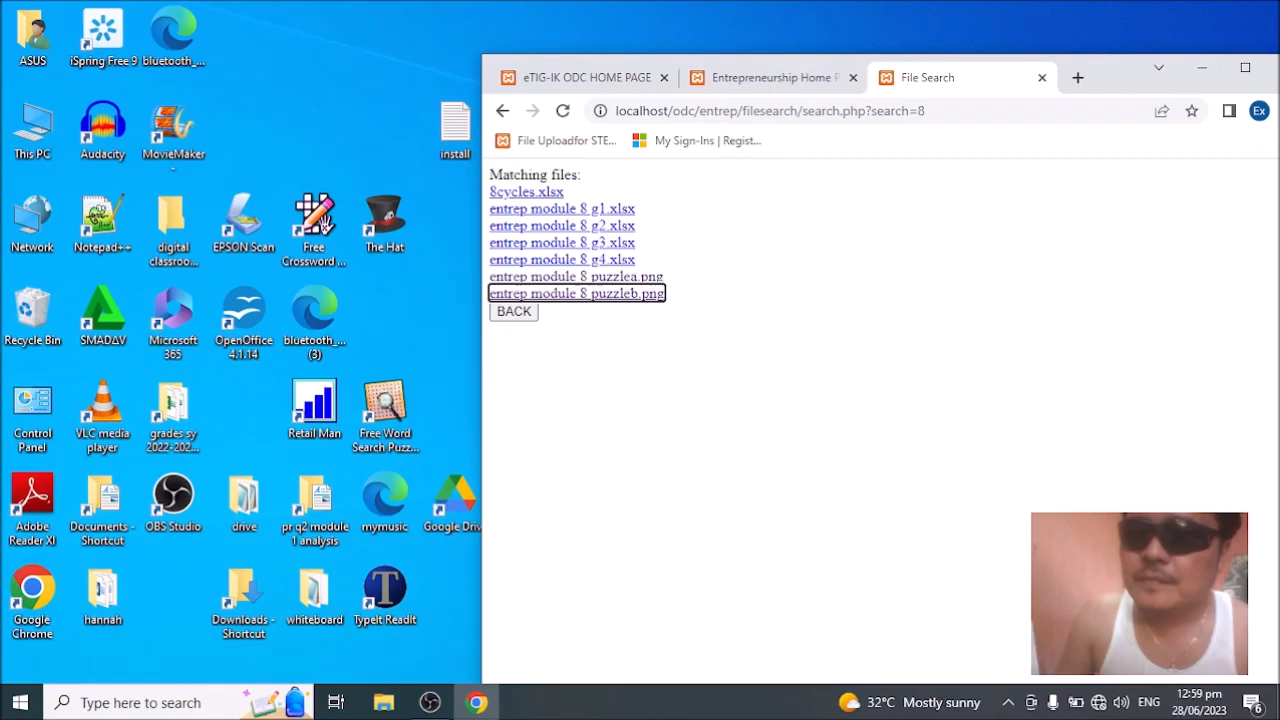 ASUS
iSpring Free 9
bluetooth_...
This PC
Audacity
MovieMaker
-
install
Network
Notepad++
digital
classroo...
EPSON Scan
Free
Crossword ...
The Hat
Recycle Bin
SMADΔV
Microsoft
365
OpenOffice
4.1.14
bluetooth_...
(3)
Control
Panel
VLC media
player
grades sy
2022-202...
Retail Man
Free Word
Search Puzz...
Adobe
Reader XI
Documents -
Shortcut
OBS Studio
drive
pr q2 module
1 analysis
mymusic
Google Driv
Google
Chrome
hannah
Downloads -
Shortcut
whiteboard
TypeIt ReadIt
eTIG-IK ODC HOME PAGE
Entrepreneurship Home P
File Search
localhost/odc/entrep/filesearch/search.php?search=8
Ex
File Uploadfor STE...
My Sign-Ins | Regist...
Matching files:
8cycles.xlsx
entrep module 8 g1.xlsx
entrep module 8 g2.xlsx
entrep module 8 g3.xlsx
entrep module 8 g4.xlsx
entrep module 8 puzzlea.png
entrep module 8 puzzleb.png
BACK
Type here to search
32°C Mostly sunny
ENG
12:59 pm
28/06/2023
6